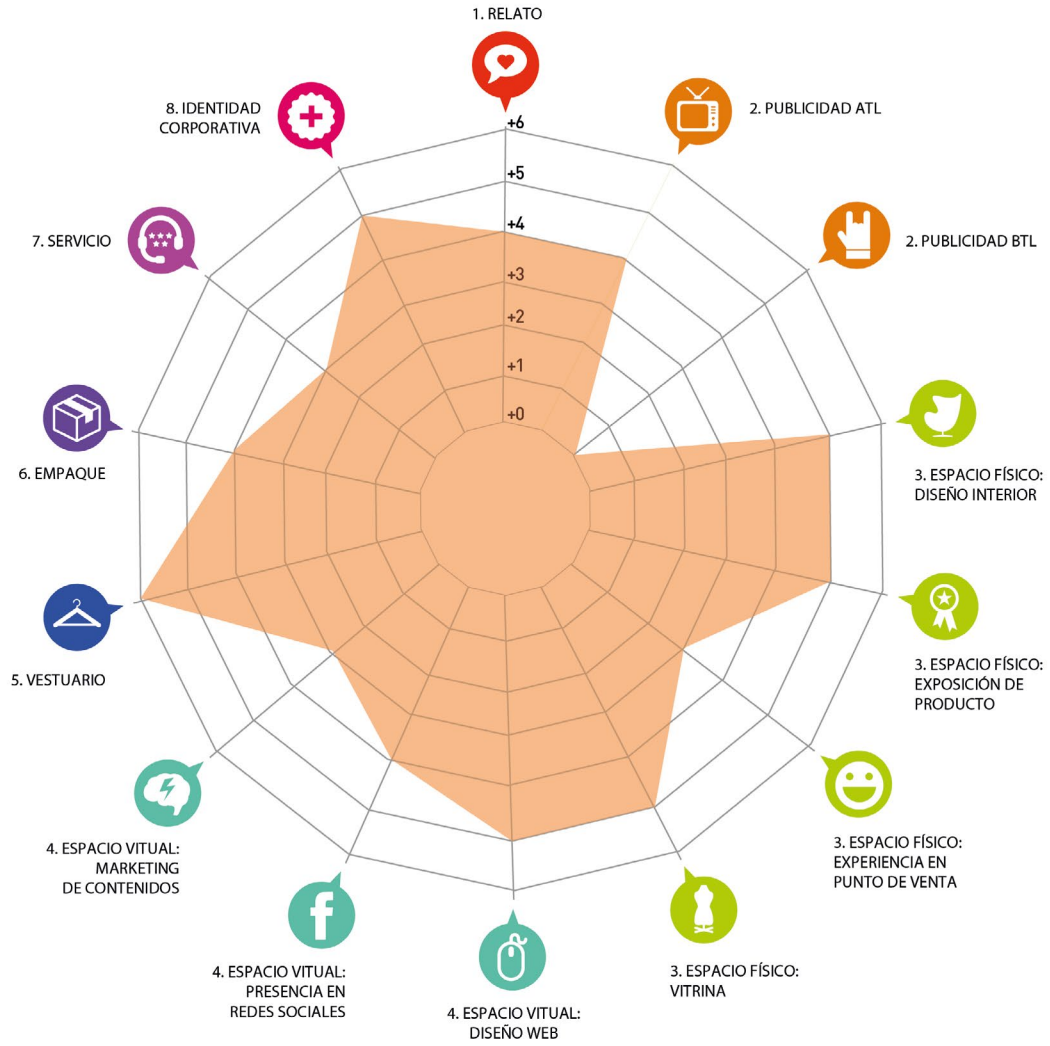 1. RELATO
2. PUBLICIDAD ATL
2. PUBLICIDAD BTL
3. ESPACIO FÍSICO:
DISEÑO INTERIOR
3. ESPACIO FÍSICO:
EXPOSICIÓN DE
PRODUCTO
3. ESPACIO FÍSICO:
EXPERIENCIA EN
PUNTO DE VENTA
3. ESPACIO FÍSICO:
VITRINA
4. ESPACIO VITUAL:
DISEÑO WEB
4. ESPACIO VITUAL:
PRESENCIA EN
REDES SOCIALES
f
4. ESPACIO VITUAL:
MARKETING
DE CONTENIDOS
5. VESTUARIO
6. EMPAQUE
7. SERVICIO
8. IDENTIDAD
CORPORATIVA
+6
+5
+4
+3
+2
+1
+0